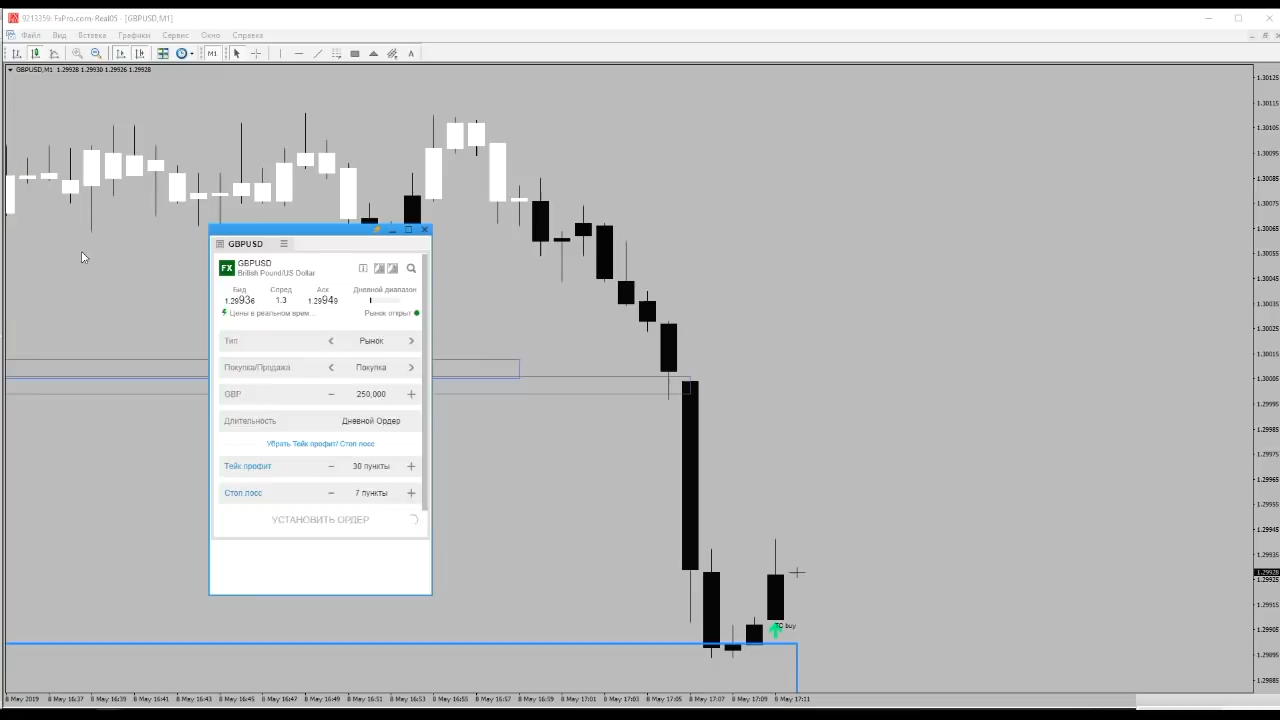 9213359: FxPro.com- Real05 - [GBPUSD,M1]
Файл Вид Вставка Графики Сервис Окно Справка
M1
A
GBPUSD,M1 1.29928 1.29930 1.29926 1.29928
1.30125
1.30115
1.30105
1.30095
1.30085
1.30075
1.30065
1.30055
1.30045
1.30035
1.30025
1.30015
1.30005
1.29995
1.29985
1.29975
1.29965
1.29955
1.29945
1.29935
1.29928
1.29925
1.29915
1.29905
1.29895
1.29885
GBPUSD
FX
GBPUSD
British Pound/US Dollar
Бид Спред Аск Дневной диапазон
1.29936 1.3 1.29949
Цены в реальном врем... Рынок открыт
Тип Рынок
Покупка/Продажа Покупка
GBP − 250,000 +
Длительность Дневной Ордер
Убрать Тейк профит/ Стоп лосс
Тейк профит − 30 пункты +
Стоп лосс − 7 пункты +
УСТАНОВИТЬ ОРДЕР
buy
8 May 2019 8 May 16:37 8 May 16:39 8 May 16:41 8 May 16:43 8 May 16:45 8 May 16:47 8 May 16:49 8 May 16:51 8 May 16:53 8 May 16:55 8 May 16:57 8 May 16:59 8 May 17:01 8 May 17:03 8 May 17:05 8 May 17:07 8 May 17:09 8 May 17:11